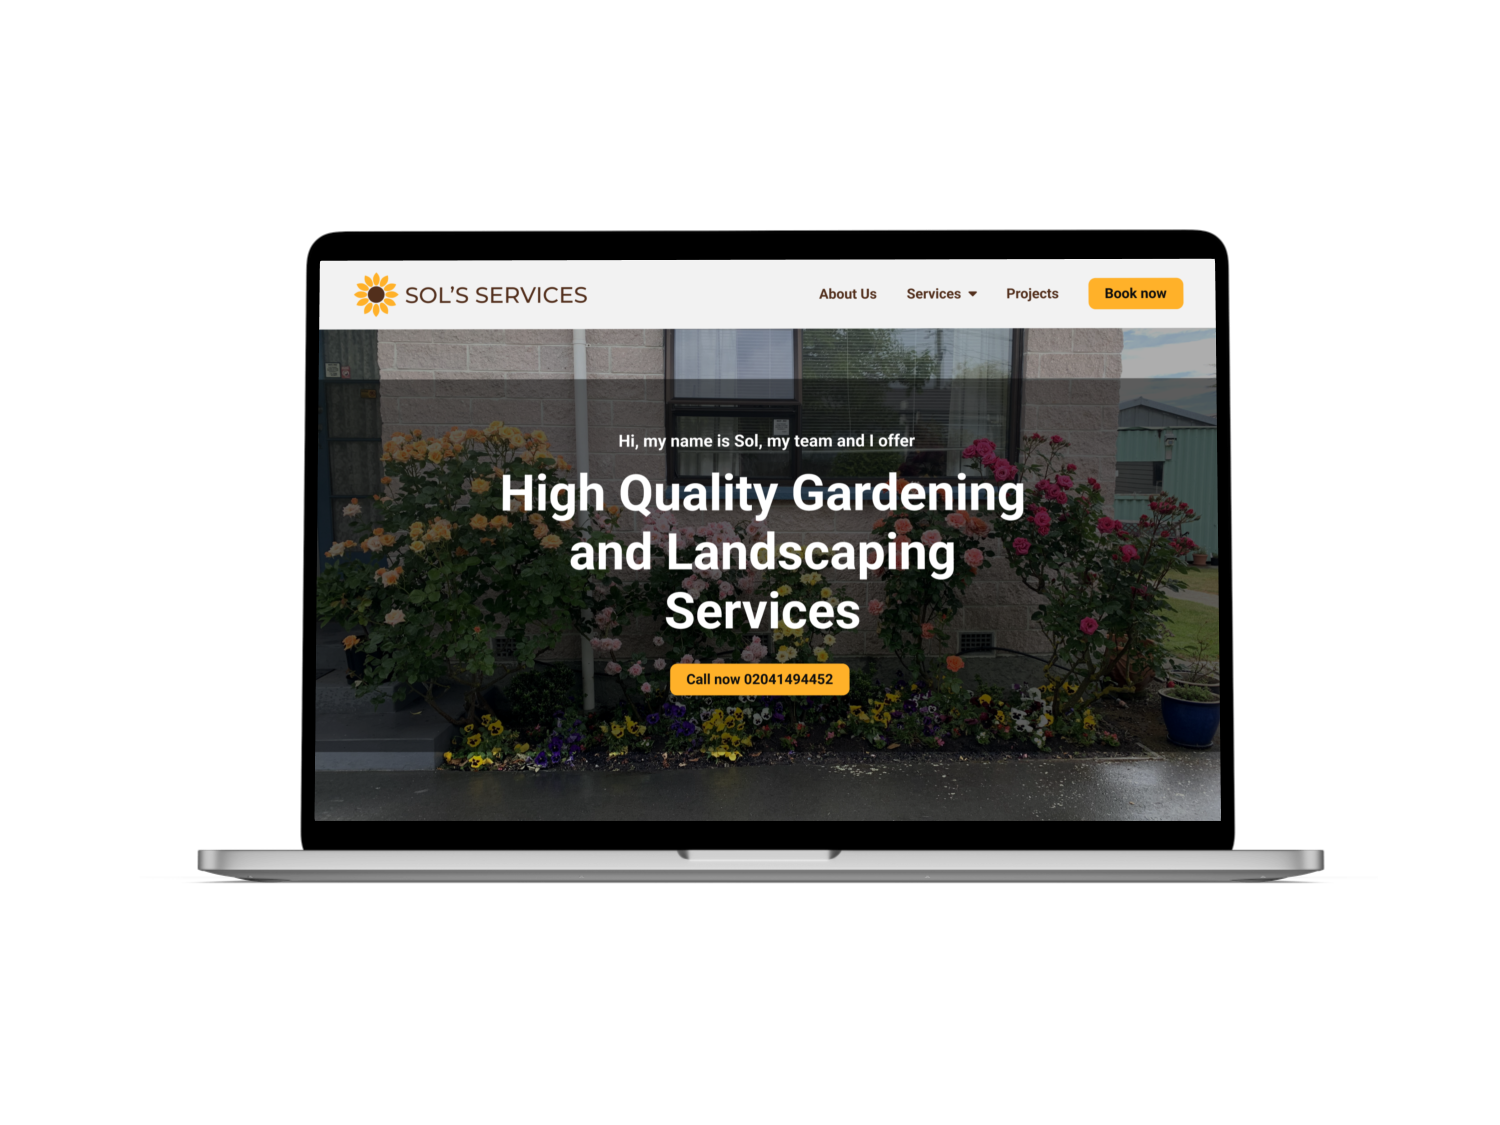 SOL'S SERVICES
About Us
Services
Projects
Book now
Hi, my name is Sol, my team and I offer
High Quality Gardening
and Landscaping
Services
Call now 02041494452